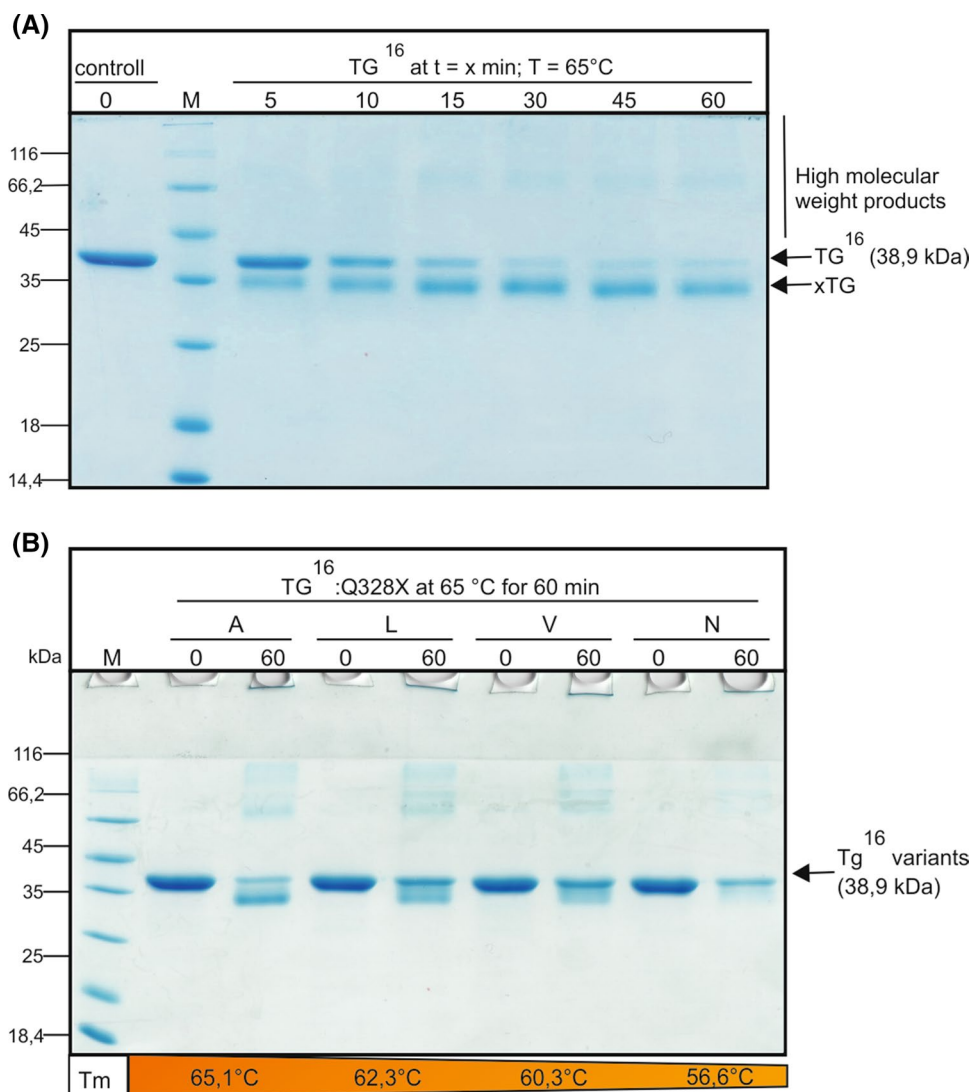 (A)
controll
TG16 at t = x min; T = 65°C
0 M 5 10 15 30 45 60
116
66,2
45
35
25
18
14,4
High molecular
weight products
TG16 (38,9 kDa)
xTG
(B)
TG16:Q328X at 65 °C for 60 min
A L V N
kDa M 0 60 0 60 0 60 0 60
116
66,2
45
35
25
18,4
Tg16 variants
(38,9 kDa)
Tm 65,1°C 62,3°C 60,3°C 56,6°C